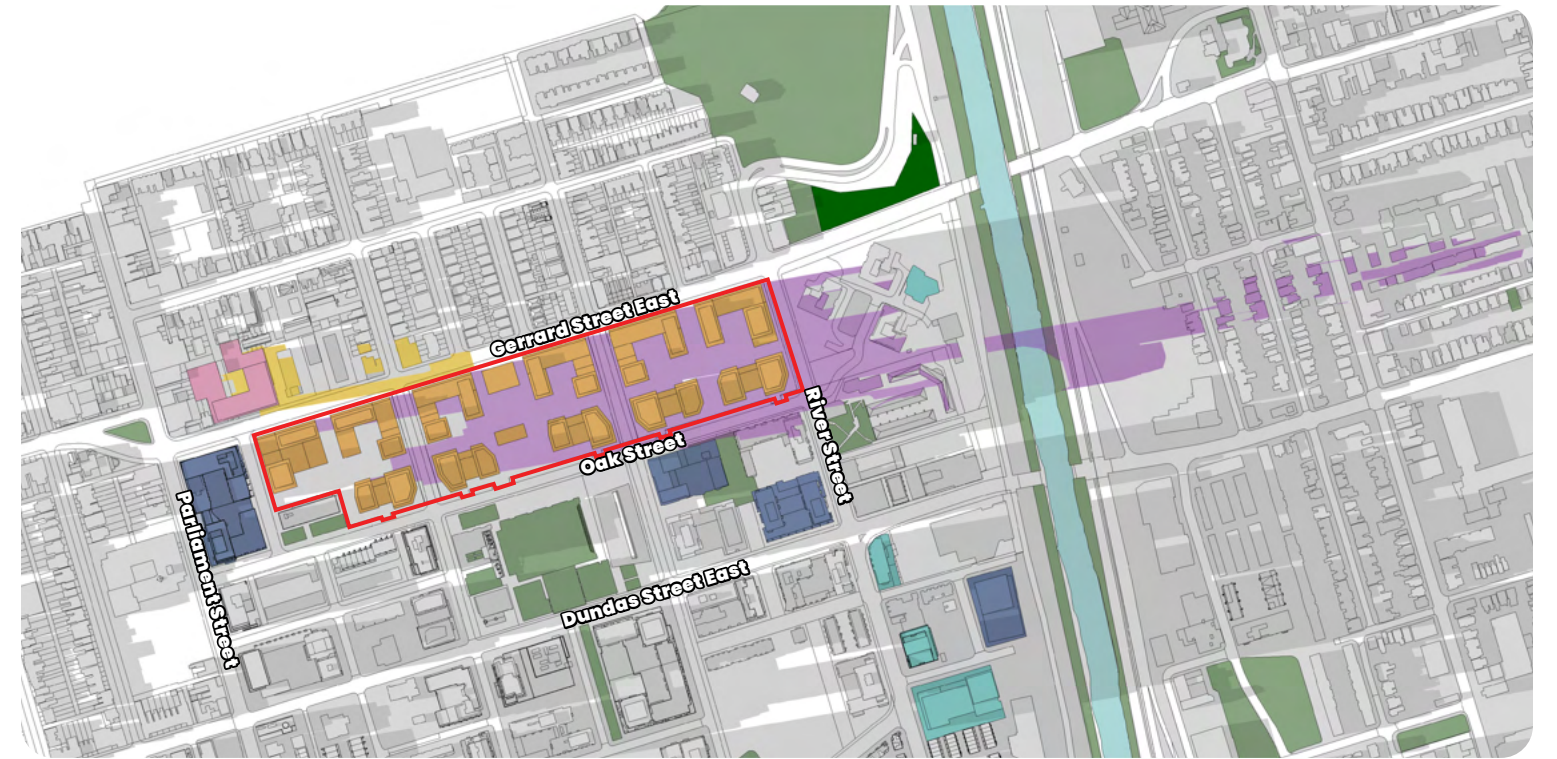 Gerrard Street East
Oak Street
River Street
Parliament Street
Dundas Street East